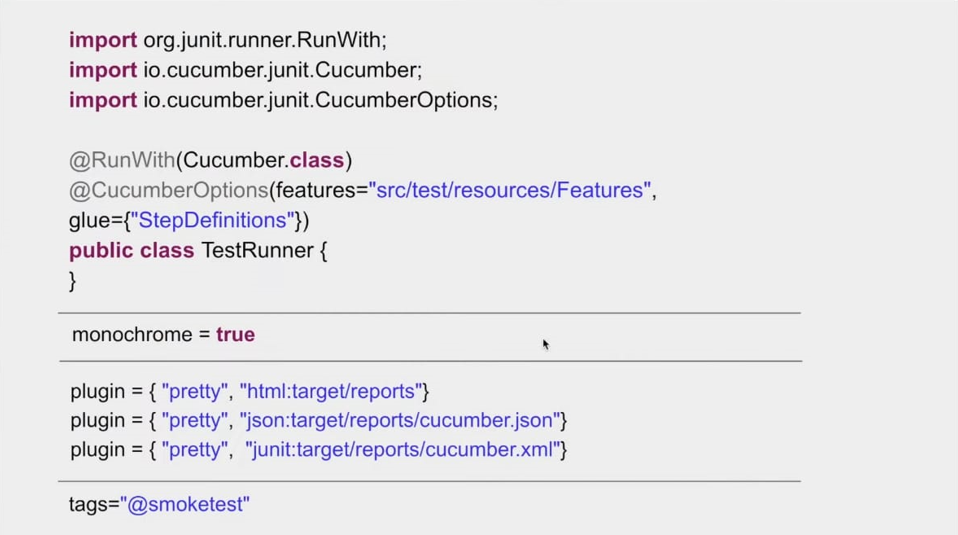 import org.junit.runner.RunWith;
import io.cucumber.junit.Cucumber;
import io.cucumber.junit.CucumberOptions;
@RunWith(Cucumber.class)
@CucumberOptions(features="src/test/resources/Features",
glue={"StepDefinitions"})
public class TestRunner {
}
monochrome = true
plugin = { "pretty", "html:target/reports"}
plugin = { "pretty", "json:target/reports/cucumber.json"}
plugin = { "pretty",  "junit:target/reports/cucumber.xml"}
tags="@smoketest"